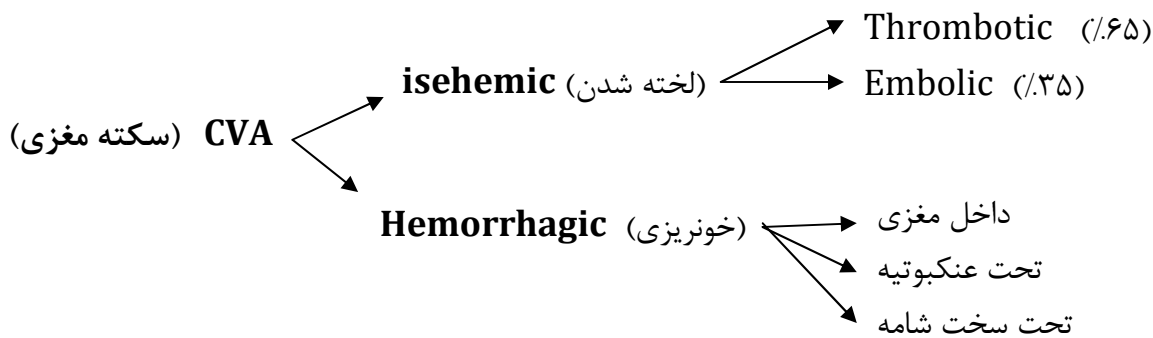 Thrombotic (٪۶۵)
isehemic (لخته شدن)
Embolic (٪۳۵)
CVA (سکته مغزی)
Hemorrhagic (خونریزی)
داخل مغزی
تحت عنکبوتیه
تحت سخت شامه